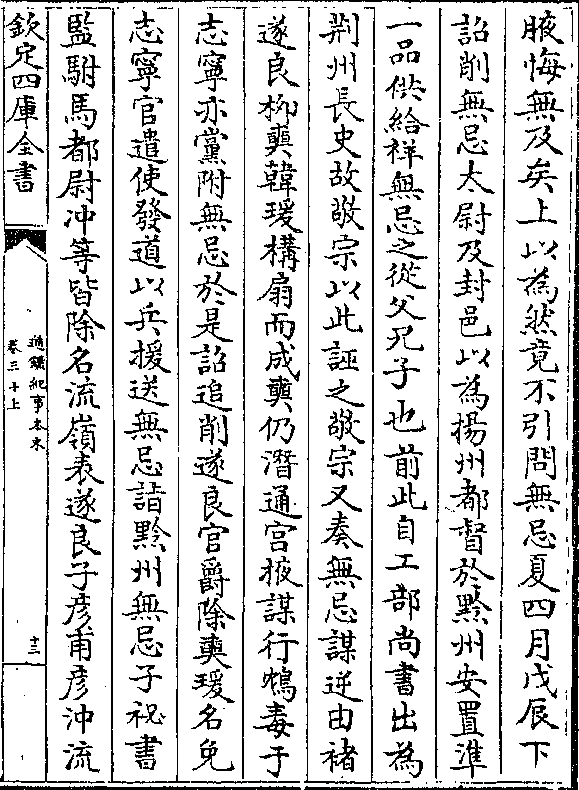 腋悔無及矣上以為然竟不引問無忌夏四月戊辰下
詔削無忌太尉及封邑以為揚州都督於黔州安置準
一品供給祥無忌之從父兄子也前此自工部尚書出為
荆州長史故敬宗以此誣之敬宗又奏無忌謀逆由褚
遂良柳奭韓瑗構扇而成奭仍潛通宫掖謀行鴆毒于
志寧亦黨附無忌於是詔追削遂良官爵除奭瑗名免
志寧官遣使發道以兵援送無忌詣黔州無忌子祕書
監駙馬都尉冲等皆除名流嶺表遂良子彦甫彦沖流
欽定四庫全書
通鑑紀事本末
卷三十上
十三